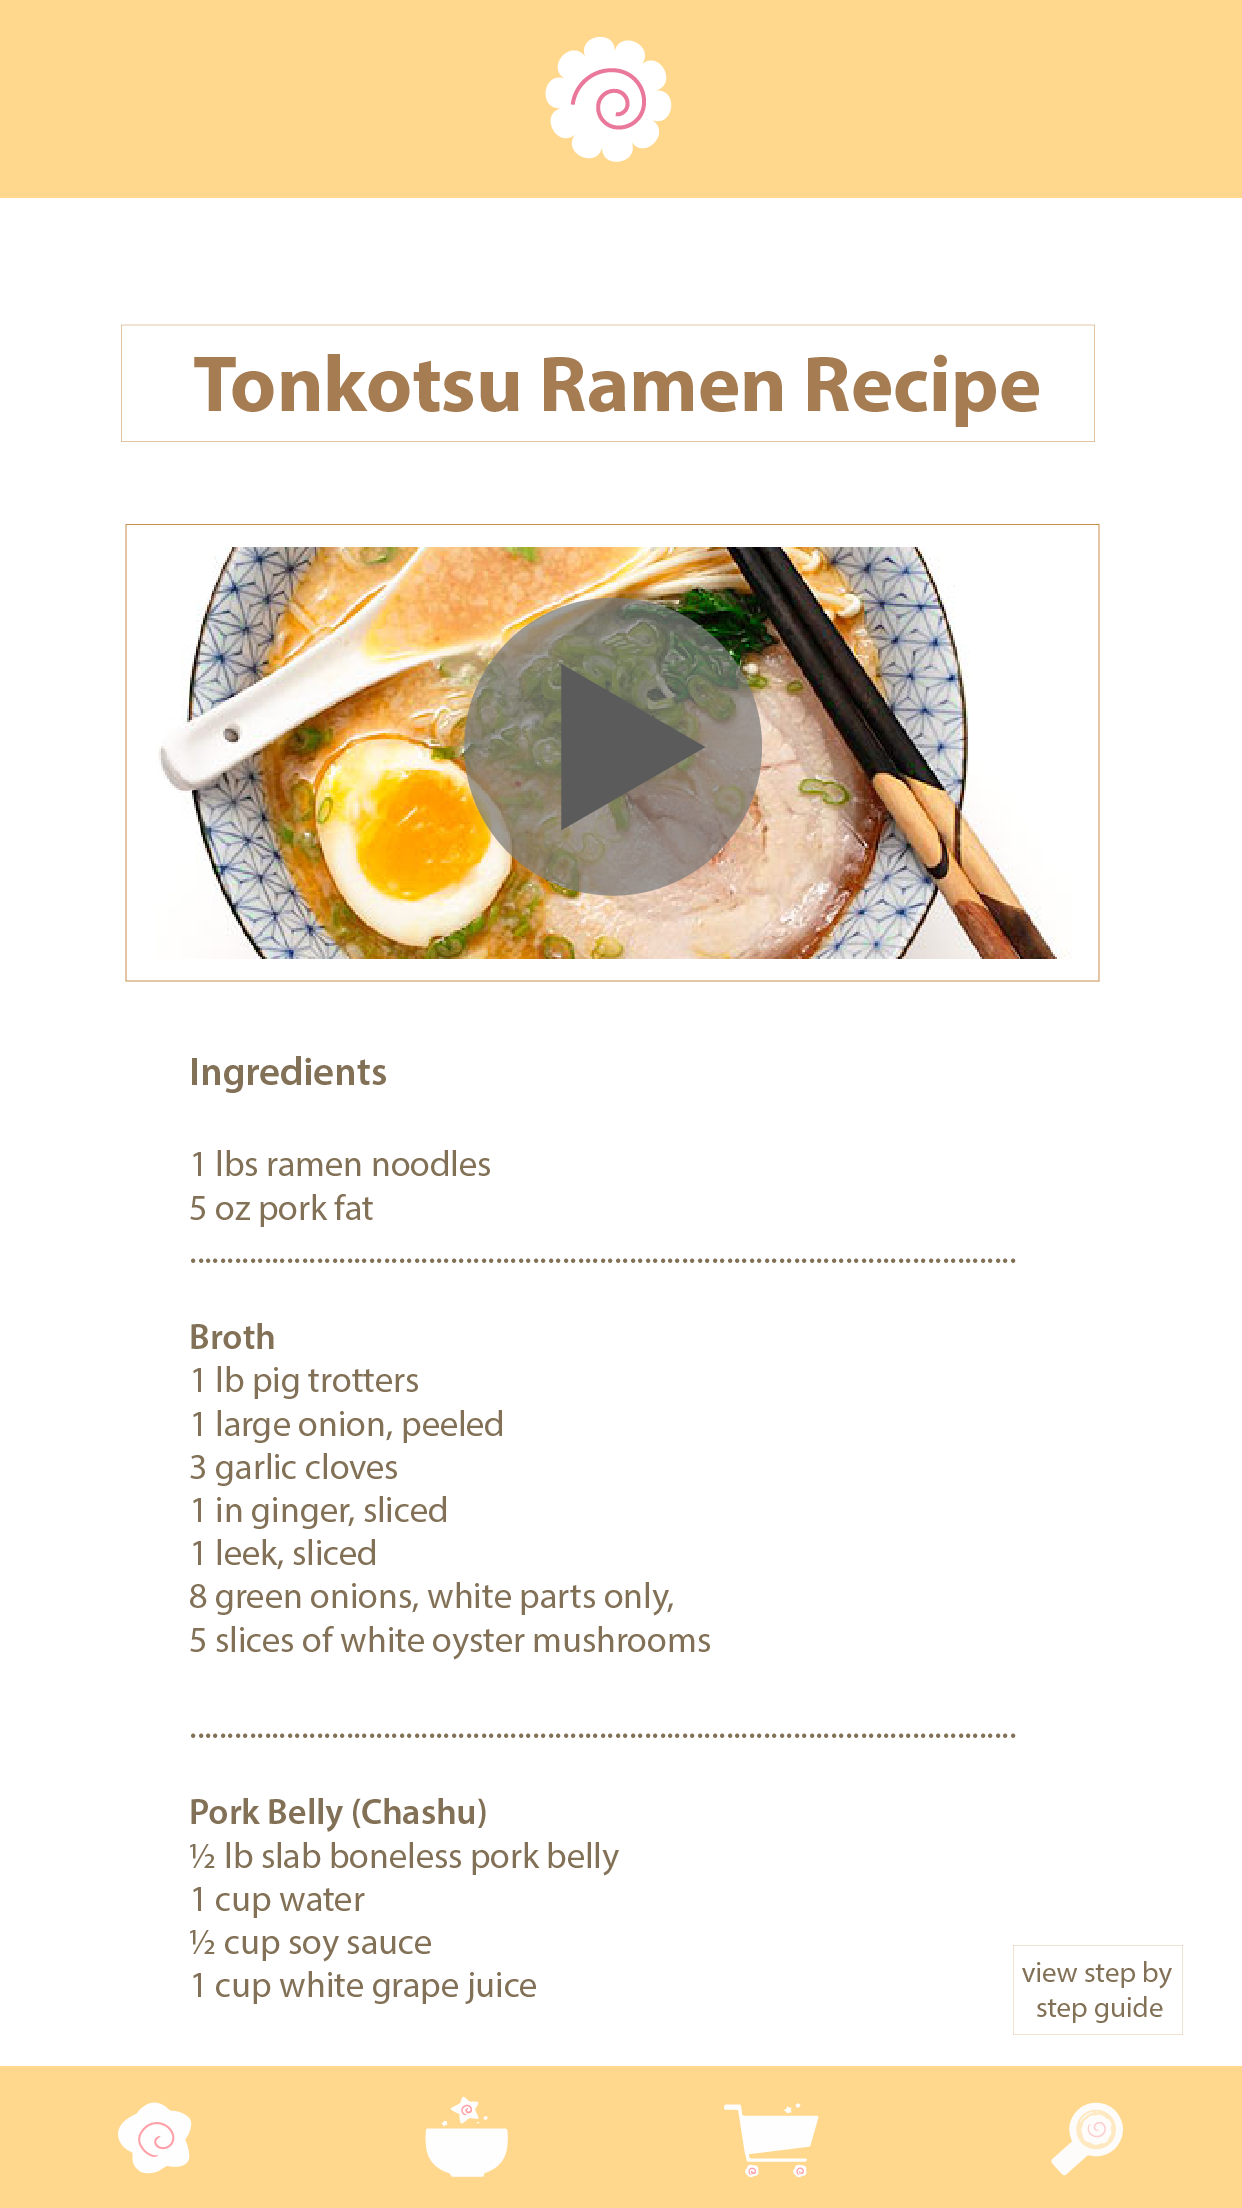 Tonkotsu Ramen Recipe
Ingredients
1 lbs ramen noodles
5 oz pork fat
Broth
1 lb pig trotters
1 large onion, peeled
3 garlic cloves
1 in ginger, sliced
1 leek, sliced
8 green onions, white parts only,
5 slices of white oyster mushrooms
Pork Belly (Chashu)
½ lb slab boneless pork belly
1 cup water
½ cup soy sauce
1 cup white grape juice
view step by
step guide